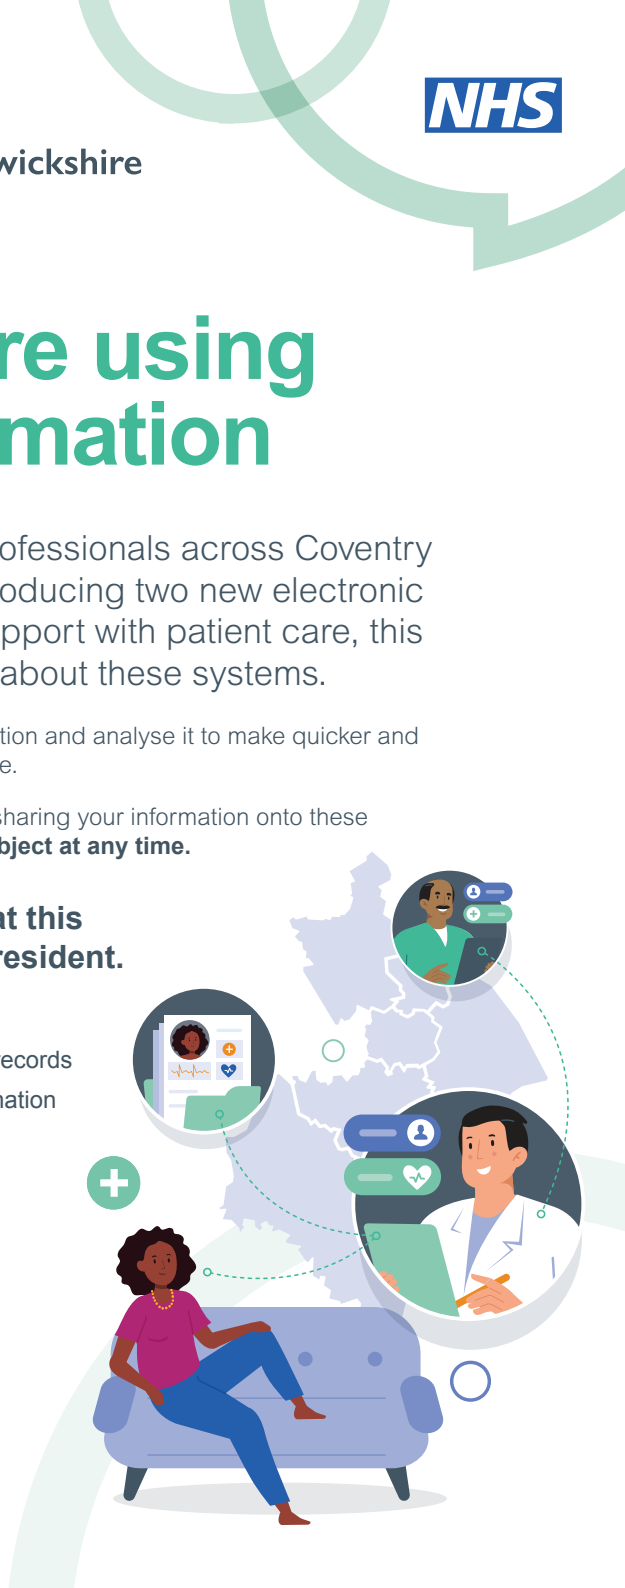 NHS
wickshire
re using
mation
ofessionals across Coventry
oducing two new electronic
pport with patient care, this
about these systems.
tion and analyse it to make quicker and
e.
sharing your information onto these
bject at any time.
at this
resident.
ecords
nation